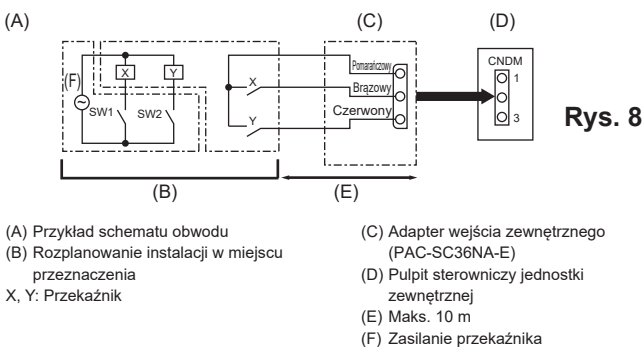 (A)
(C)
(D)
(F)
X
Y
SW1
SW2
X
Y
Pomarańczowy
Brązowy
Czerwony
CNDM
1
3
Rys. 8
(B)
(E)
(A) Przykład schematu obwodu
(B) Rozplanowanie instalacji w miejscu
przeznaczenia
X, Y: Przekaźnik
(C) Adapter wejścia zewnętrznego
(PAC-SC36NA-E)
(D) Pulpit sterowniczy jednostki
zewnętrznej
(E) Maks. 10 m
(F) Zasilanie przekaźnika